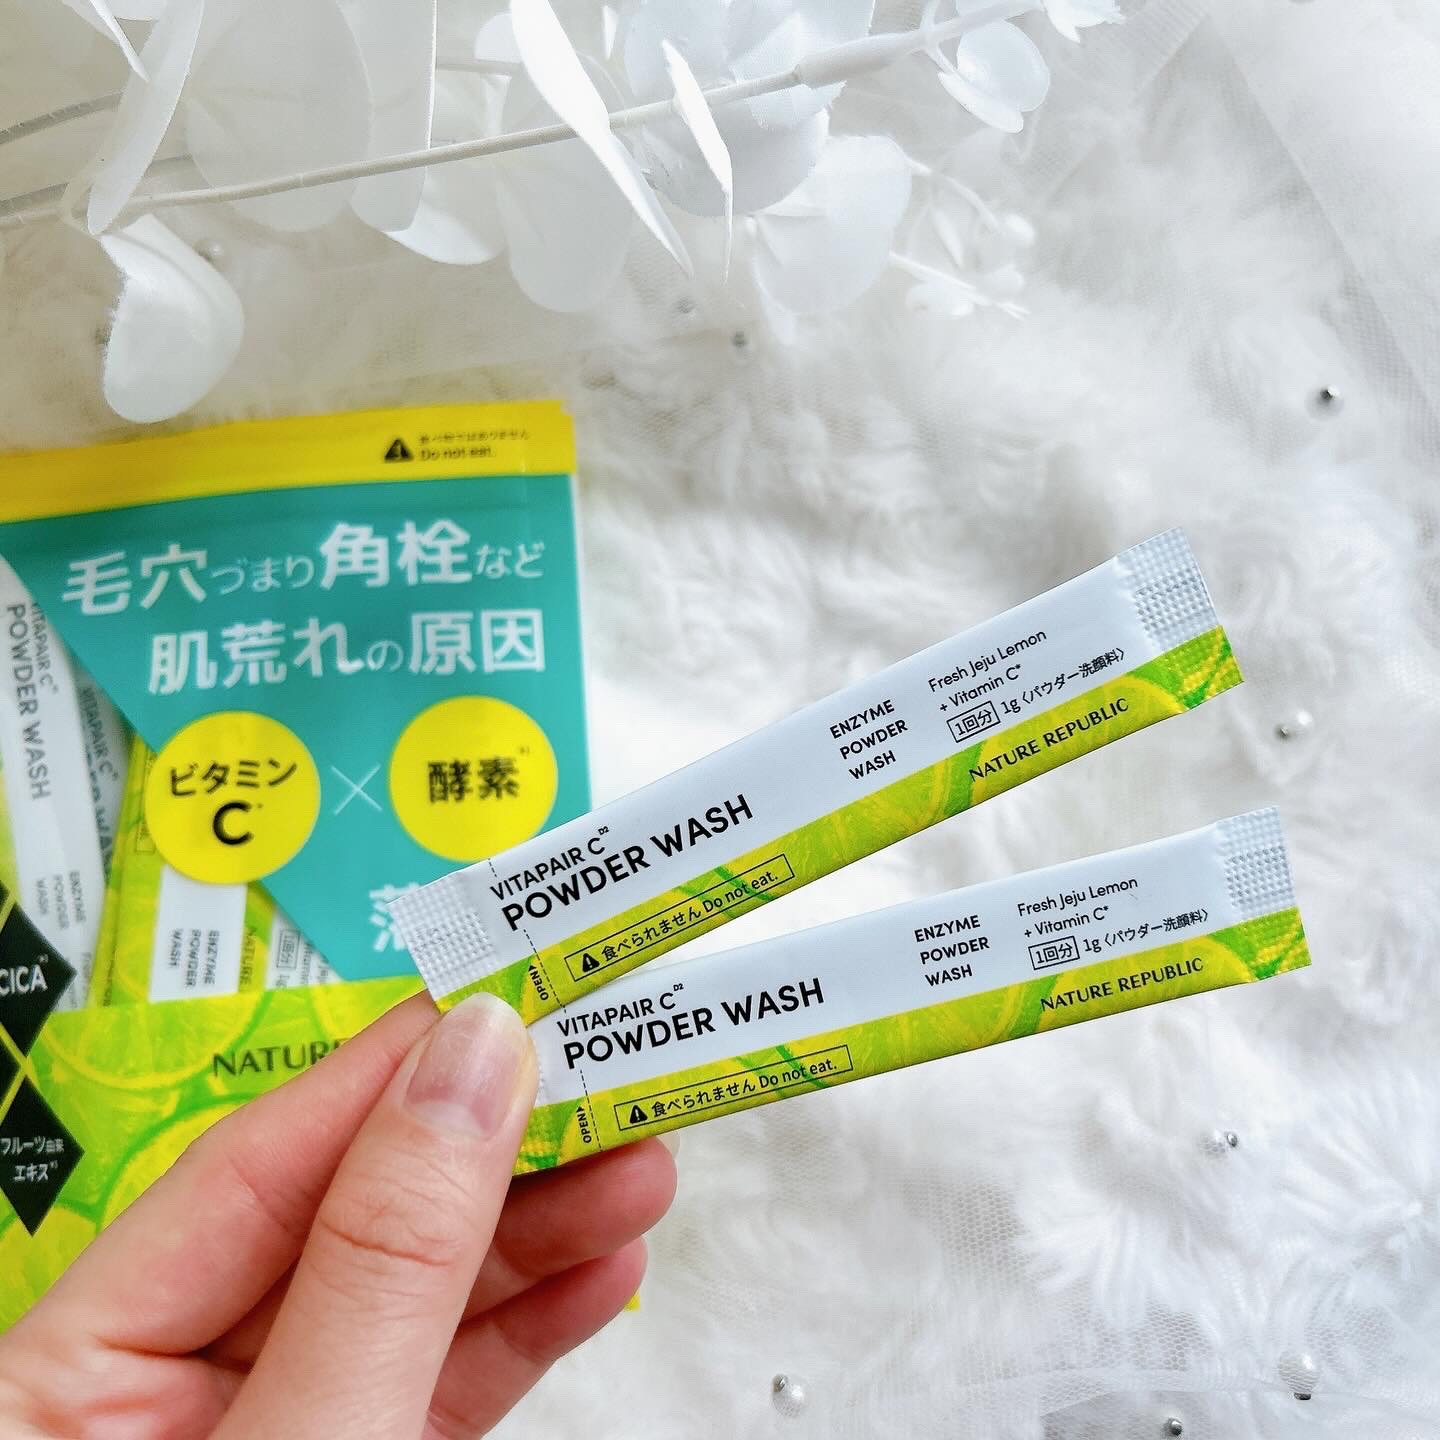 食べ物ではありません
Do not eat.
毛穴づまり角栓など
肌荒れの原因
ビタミン
C
×
酵素
NATURE
CICA
フルーツ由来
エキス
VITAPAIR C
POWDER WASH
ENZYME
POWDER
WASH
ENZYME
POWDER
WASH
VITAPAIR C D2
POWDER WASH
食べられません Do not eat.
OPEN
ENZYME
POWDER
WASH
Fresh Jeju Lemon
+ Vitamin C*
1回分 1g〈パウダー洗顔料〉
NATURE REPUBLIC
VITAPAIR C D2
POWDER WASH
食べられません Do not eat.
OPEN
ENZYME
POWDER
WASH
Fresh Jeju Lemon
+ Vitamin C*
1回分 1g〈パウダー洗顔料〉
NATURE REPUBLIC